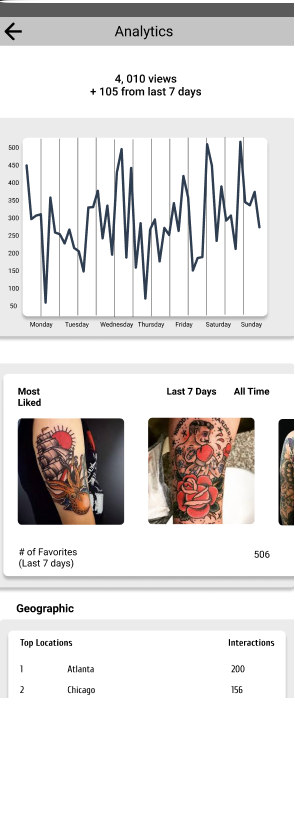 Analytics
4, 010 views
+ 105 from last 7 days
500
450
400
350
300
250
200
150
100
50
Monday Tuesday Wednesday Thursday Friday Saturday Sunday
Most Last 7 Days All Time
Liked
# of Favorites 506
(Last 7 days)
Geographic
Top Locations Interactions
1 Atlanta 200
2 Chicago 156